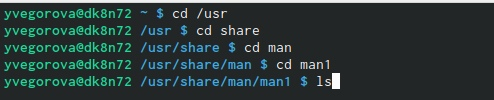 yvegorova@dk8n72 ~ $ cd /usr
yvegorova@dk8n72 /usr $ cd share
yvegorova@dk8n72 /usr/share $ cd man
yvegorova@dk8n72 /usr/share/man $ cd man1
yvegorova@dk8n72 /usr/share/man/man1 $ ls